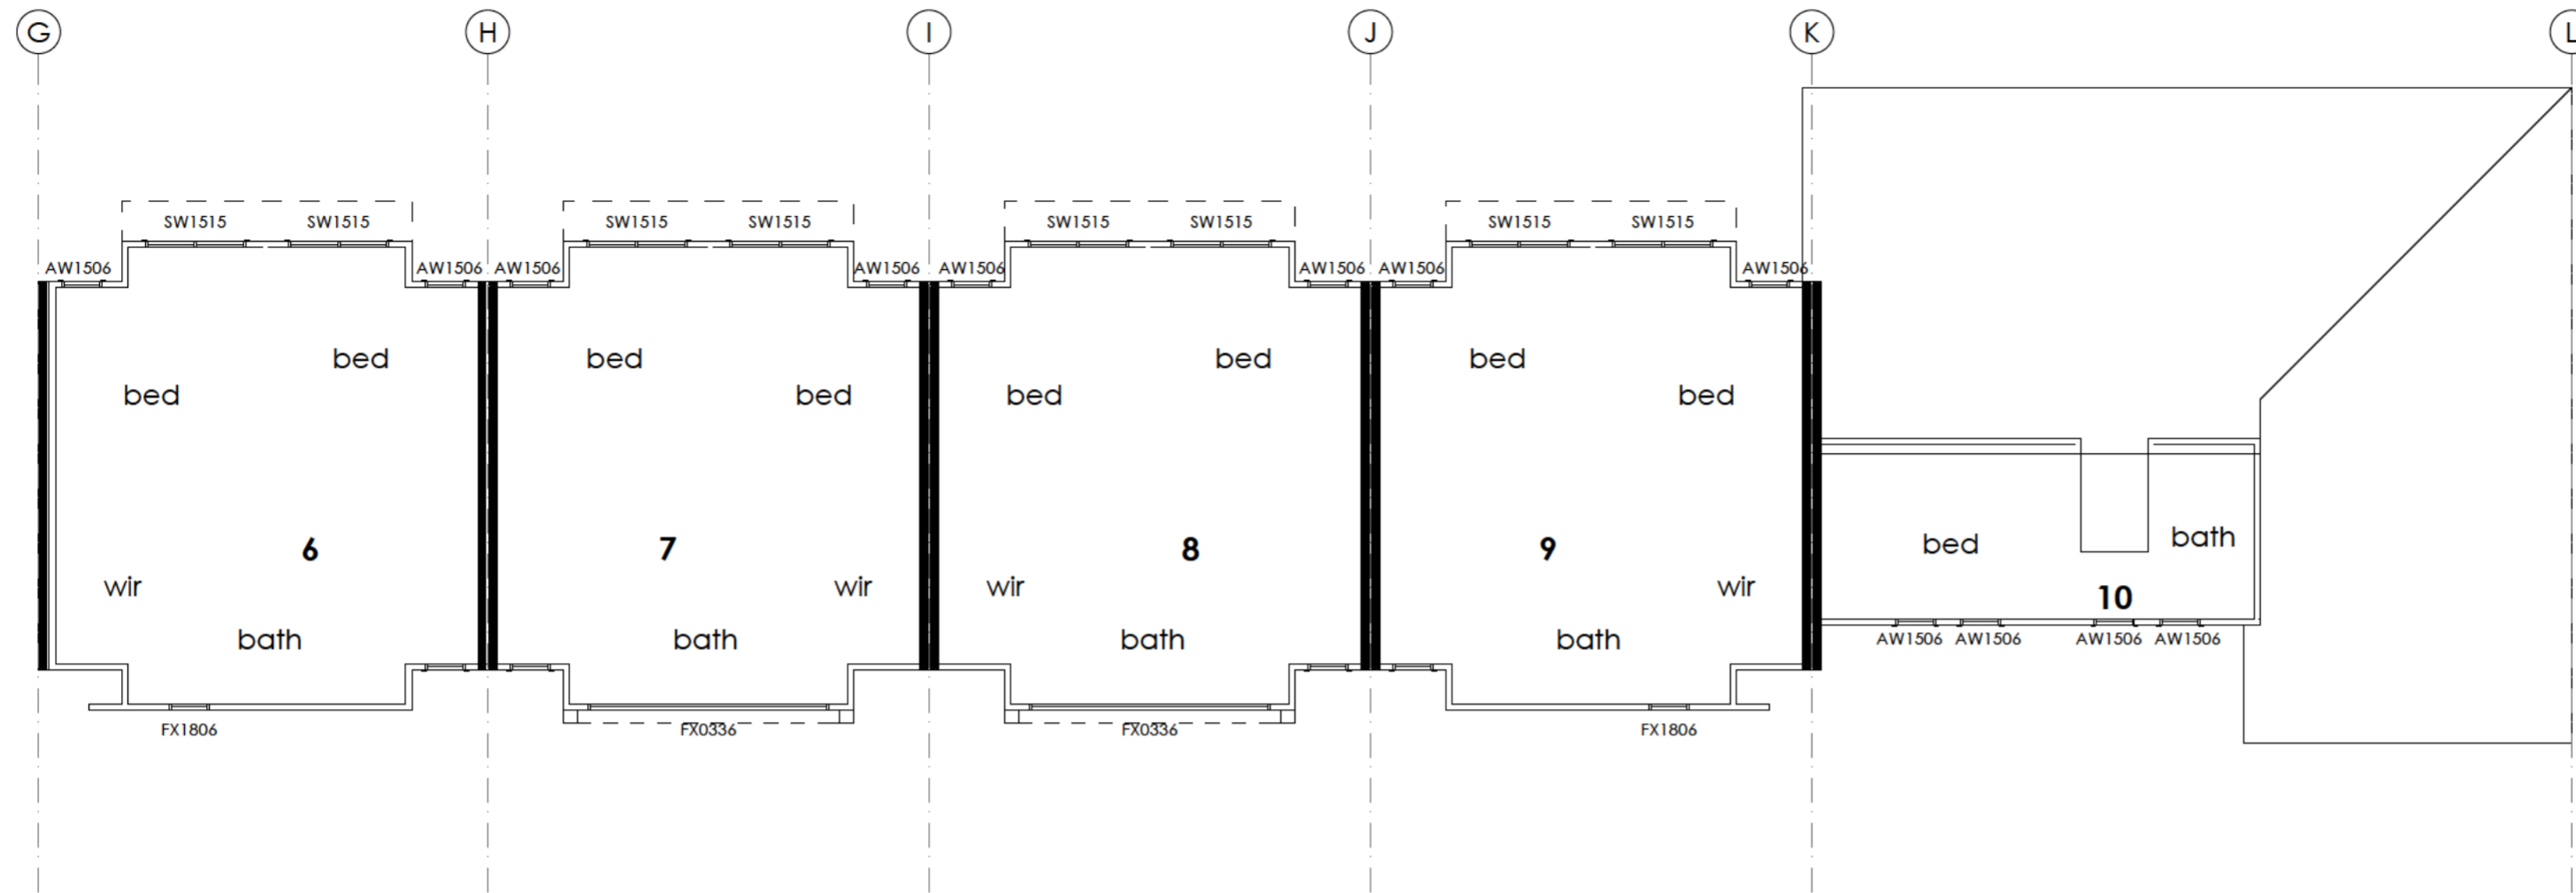 G H I J K L
SW1515 SW1515 SW1515 SW1515 SW1515 SW1515 SW1515 SW1515
AW1506 AW1506 AW1506 AW1506 AW1506 AW1506 AW1506 AW1506
bed bed bed bed
bed bed bed bed
bed bath
6 7 8 9
wir wir wir wir
10
bath bath bath bath
AW1506 AW1506 AW1506 AW1506
FX1806 FX0336 FX0336 FX1806